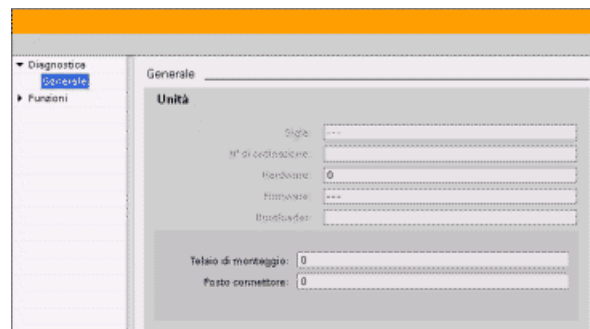 Diagnostica
Generale
Funzioni
Generale
Unità
Sigla: ---
N° di ordinazione:
Hardware: 0
Firmware: ---
Bootloader:
Telaio di montaggio: 0
Posto connettore: 0